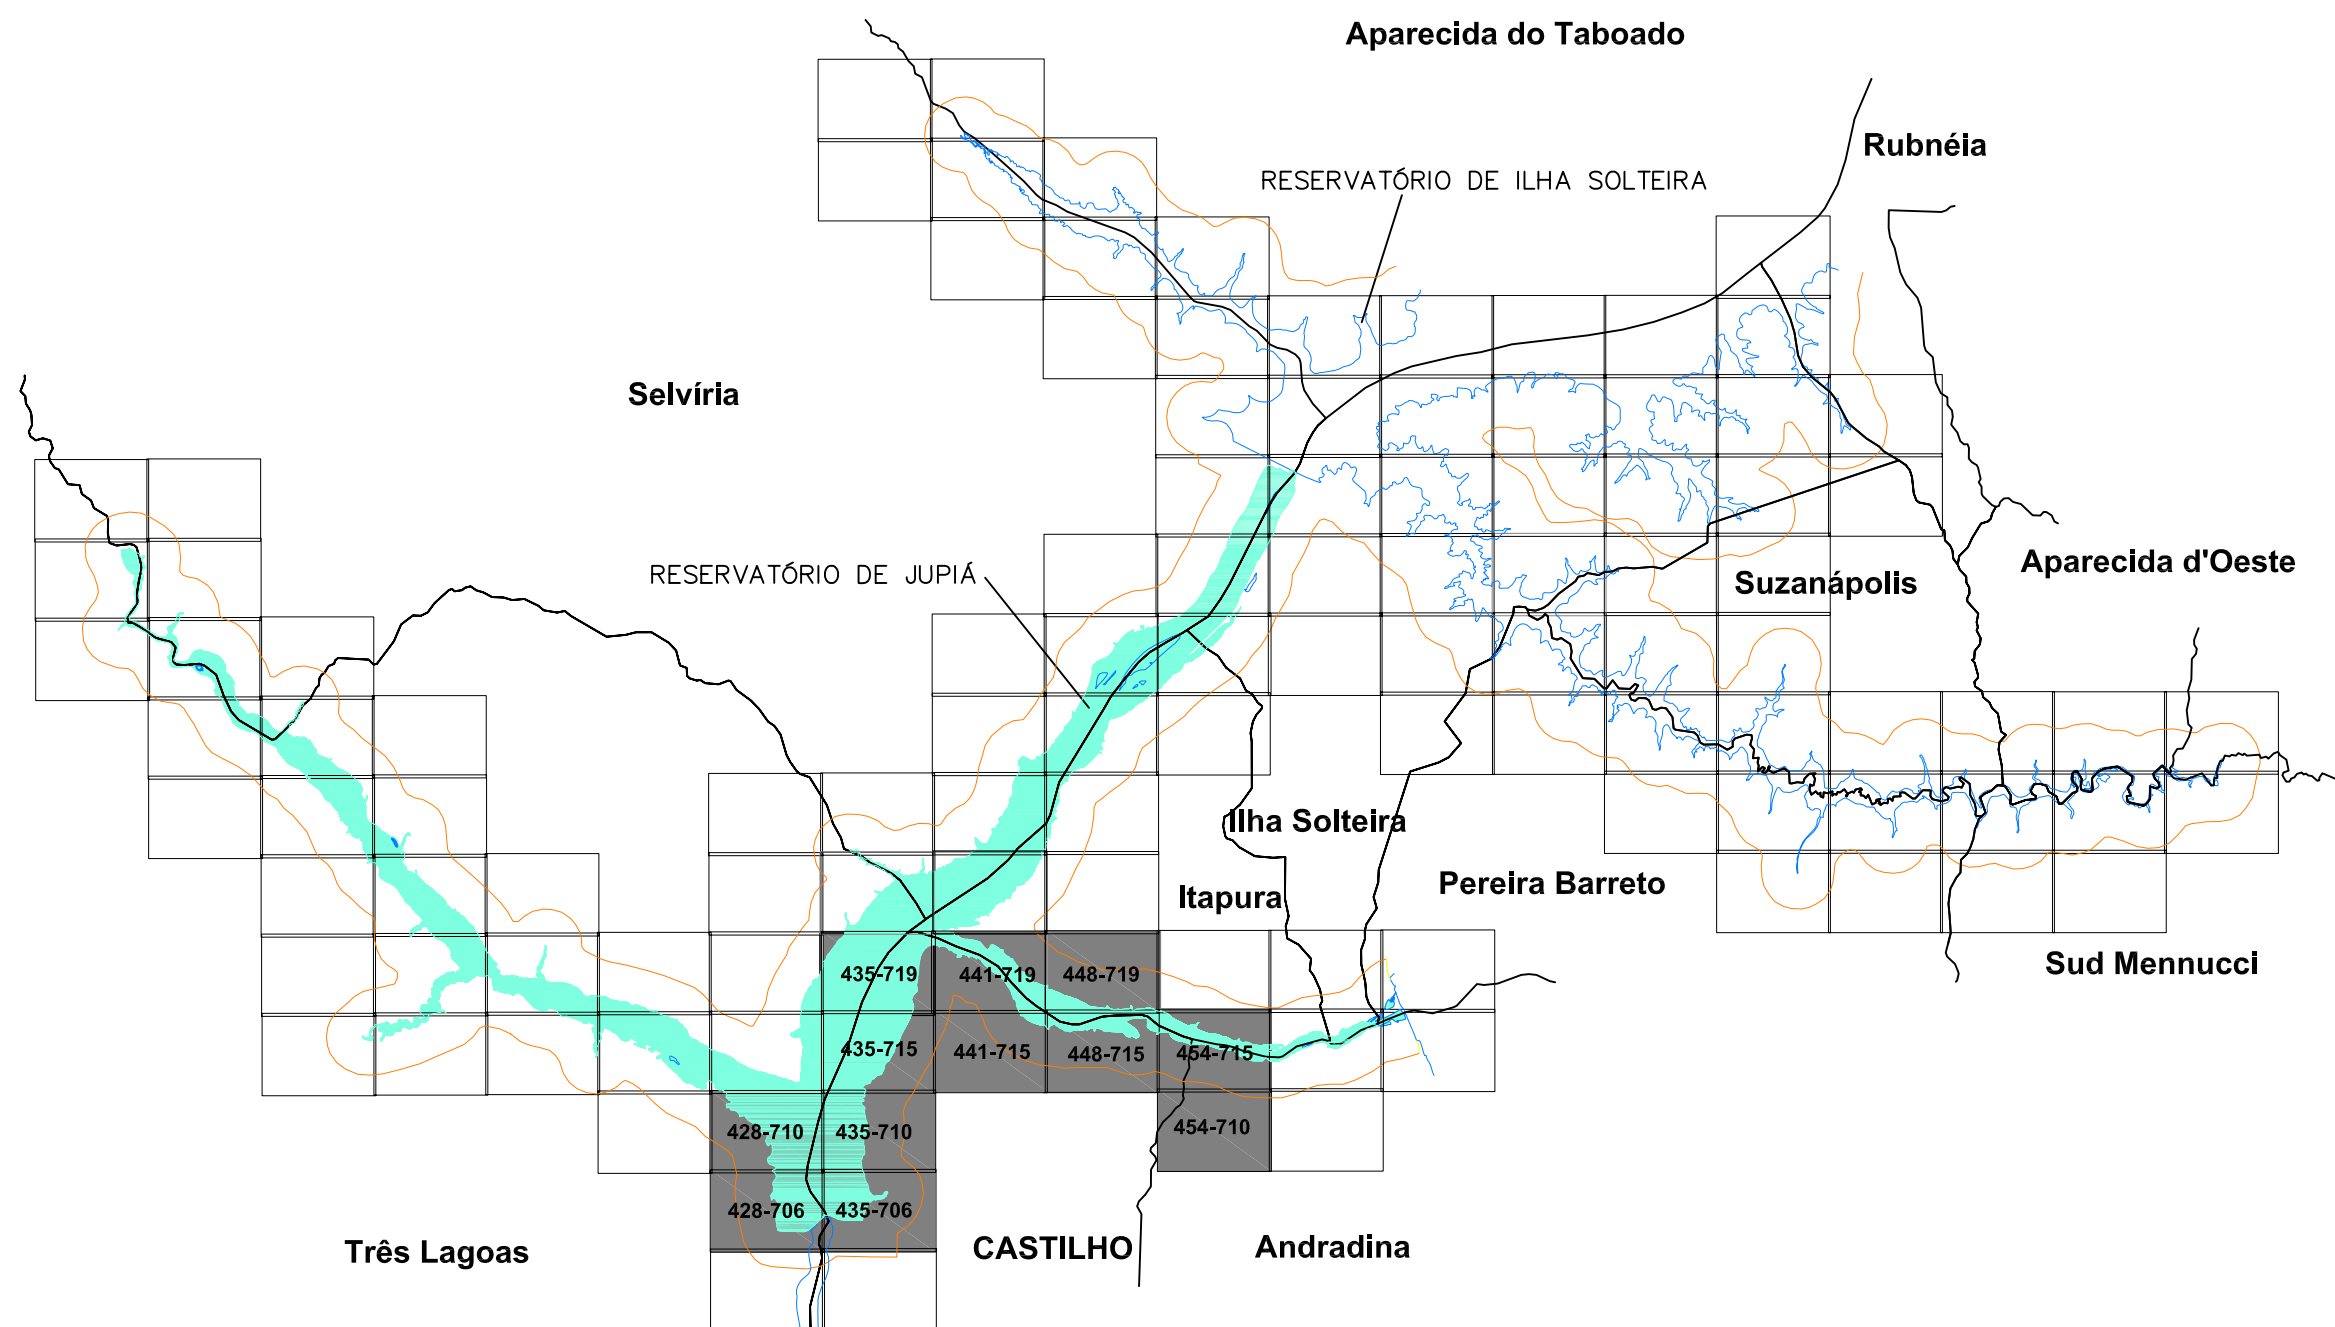 Aparecida do Taboado
Rubnéia
RESERVATÓRIO DE ILHA SOLTEIRA
Selvíria
RESERVATÓRIO DE JUPIÁ
Aparecida d'Oeste
Suzanápolis
Ilha Solteira
Pereira Barreto
Itapura
Sud Mennucci
435-719
441-719
448-719
435-715
441-715
448-715
454-715
428-710
435-710
454-710
428-706
435-706
Três Lagoas
CASTILHO
Andradina